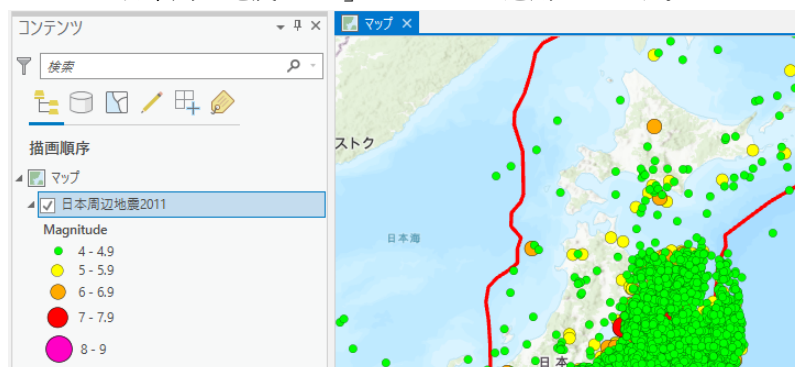 コンテンツ
マップ
検索
描画順序
マップ
日本周辺地震2011
Magnitude
4 - 4.9
5 - 5.9
6 - 6.9
7 - 7.9
8 - 9
ストク
日本海
日本